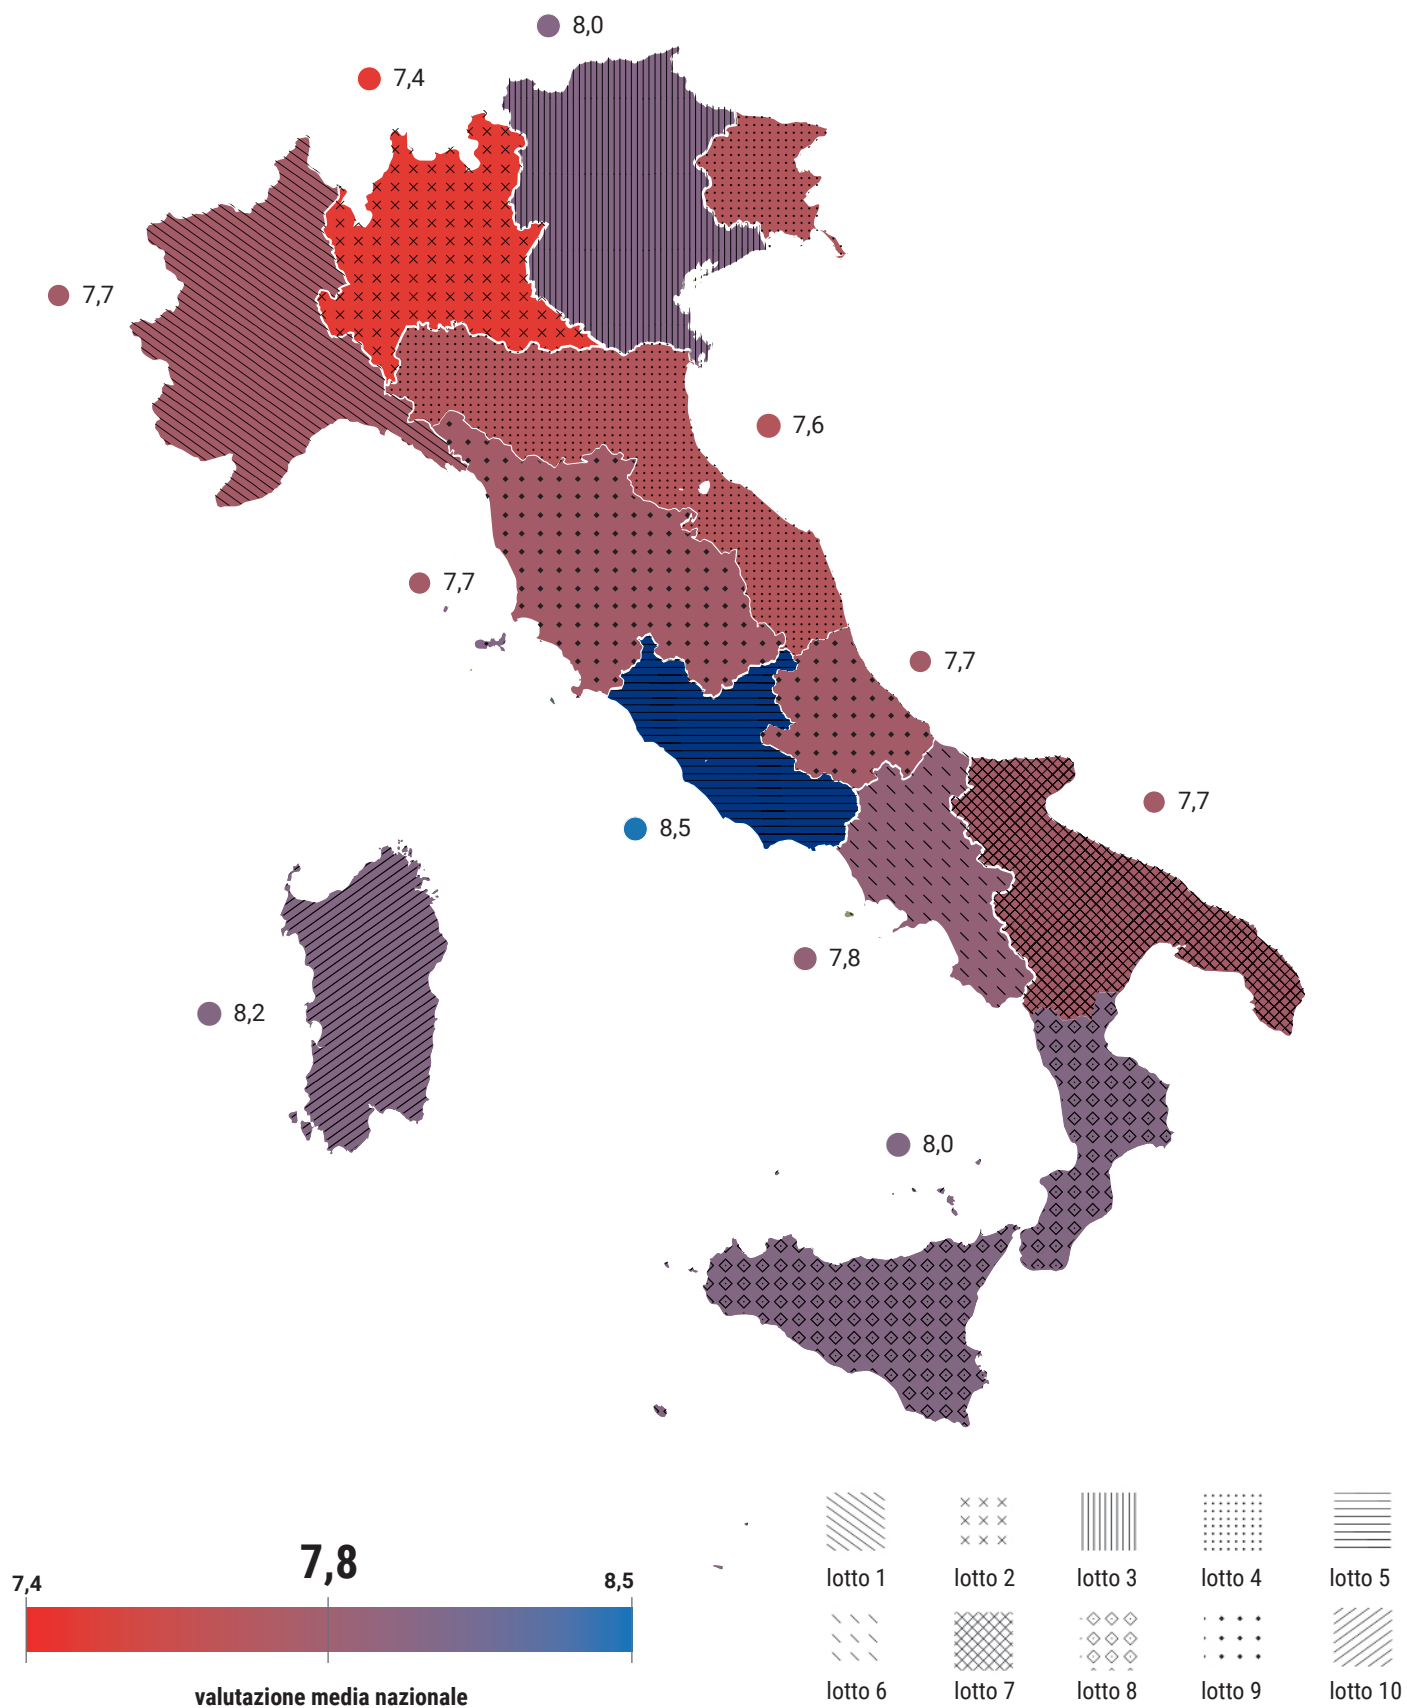 8,0
7,4
7,7
7,6
7,7
7,7
7,7
8,5
7,8
8,2
8,0
7,8
7,4
8,5
valutazione media nazionale
lotto 1
lotto 2
lotto 3
lotto 4
lotto 5
lotto 6
lotto 7
lotto 8
lotto 9
lotto 10